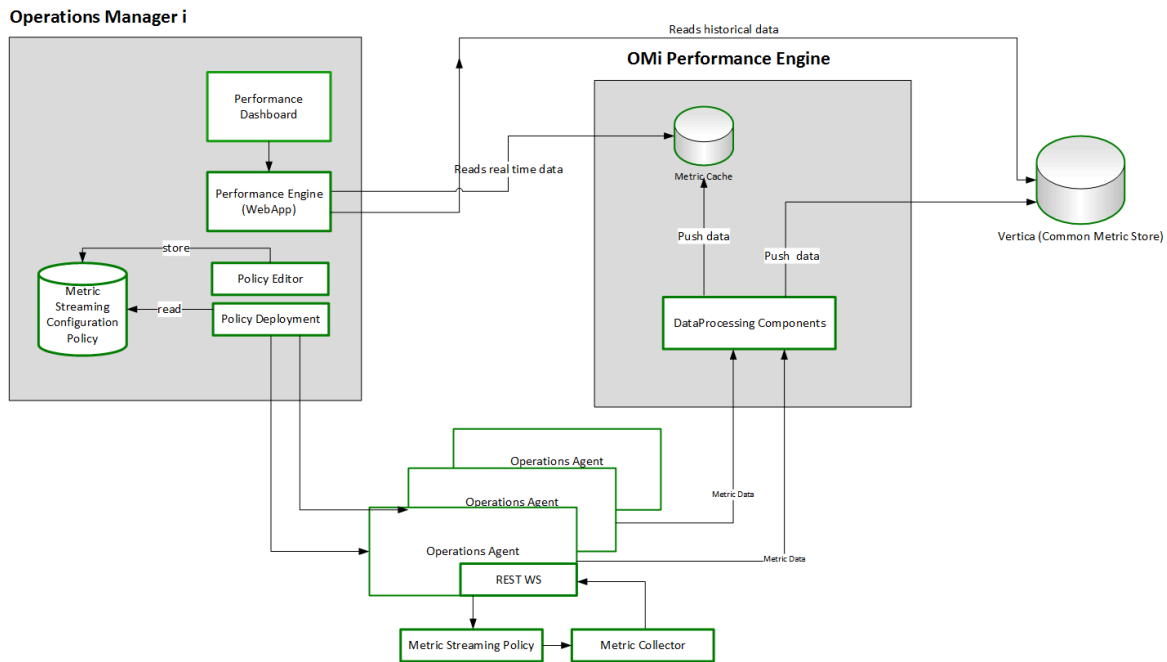 Operations Manager i
Reads historical data
OMi Performance Engine
Performance
Dashboard
Reads real time data
Metric Cache
Performance Engine
(WebApp)
Push data
Push  data
Vertica (Common Metric Store)
store
Policy Editor
Metric
Streaming
Configuration
Policy
read
Policy Deployment
DataProcessing Components
Operations Agent
Operations Agent
Operations Agent
Metric Data
Metric Data
REST WS
Metric Streaming Policy
Metric Collector